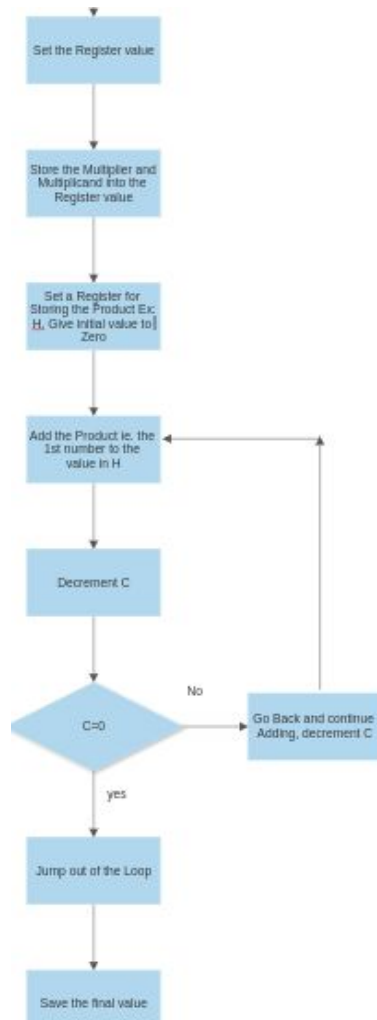 Set the Register value
Store the Multiplier and
Multiplicand into the
Register value
Set a Register for
Storing the Product Ex:
H, Give initial value to
Zero
Add the Product ie. the
1st number to the
value in H
Decrement C
No
C=0
Go Back and continue
Adding, decrement C
yes
Jump out of the Loop
Save the final value